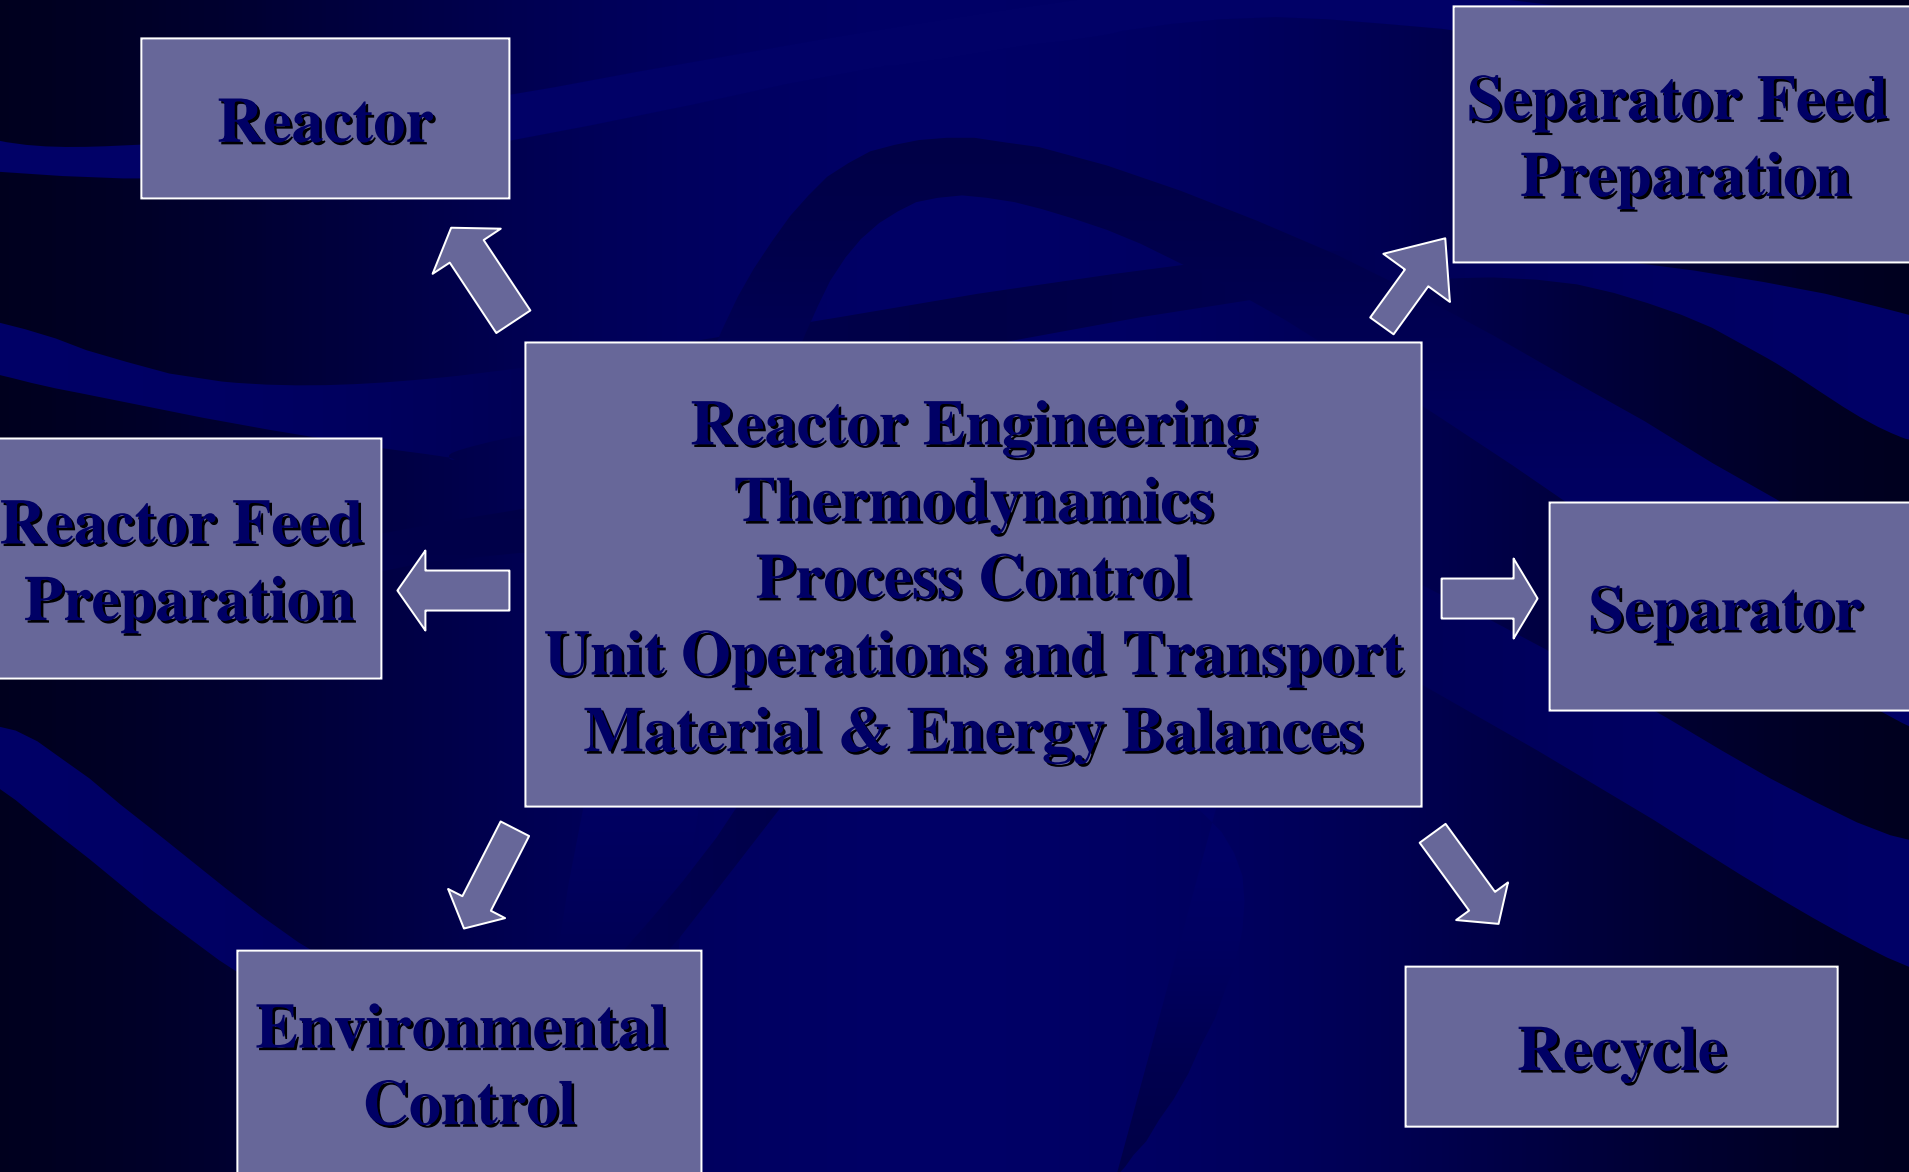 Reactor
Separator Feed
Preparation
Reactor Engineering
Thermodynamics
Process Control
Unit Operations and Transport
Material & Energy Balances
Reactor Feed
Preparation
Separator
Environmental
Control
Recycle